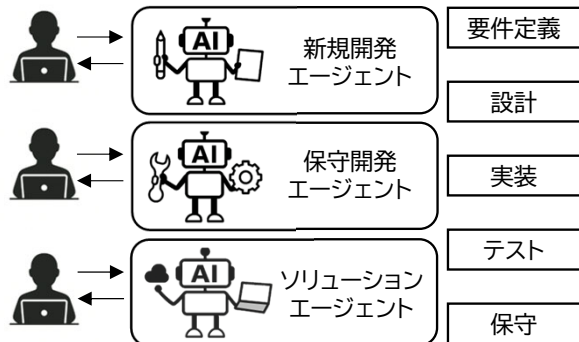 AI
新規開発
エージェント
AI
保守開発
エージェント
AI
ソリューション
エージェント
要件定義
設計
実装
テスト
保守